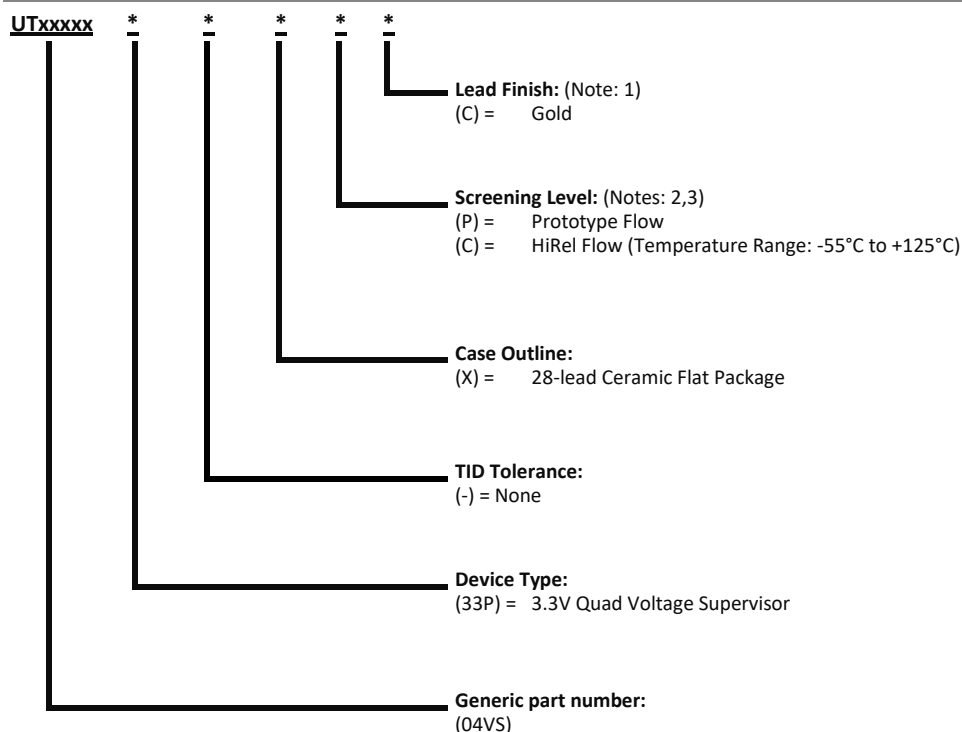 UTxxxxx * * * * *
Lead Finish: (Note: 1)
(C) = Gold
Screening Level: (Notes: 2,3)
(P) = Prototype Flow
(C) = HiRel Flow (Temperature Range: -55°C to +125°C)
Case Outline:
(X) = 28-lead Ceramic Flat Package
TID Tolerance:
(-) = None
Device Type:
(33P) = 3.3V Quad Voltage Supervisor
Generic part number:
(04VS)